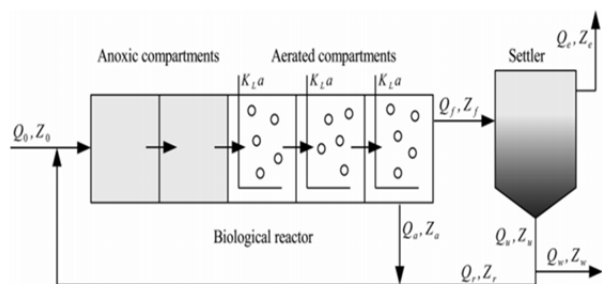 Anoxic compartments
Aerated compartments
Settler
Q_e, Z_e
K_L a
K_L a
K_L a
Q_f, Z_f
Q_0, Z_0
Biological reactor
Q_a, Z_a
Q_u, Z_u
Q_w, Z_w
Q_r, Z_r